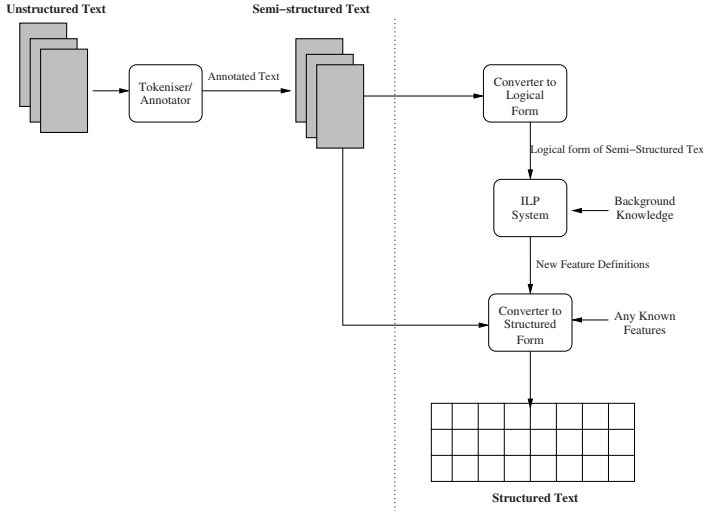 Unstructured Text
Semi−structured Text
Tokeniser/
Annotator
Annotated Text
Converter to
Logical
Form
Logical form of Semi−Structured Tex
ILP
System
Background
Knowledge
New Feature Definitions
Converter to
Structured
Form
Any Known
Features
Structured Text